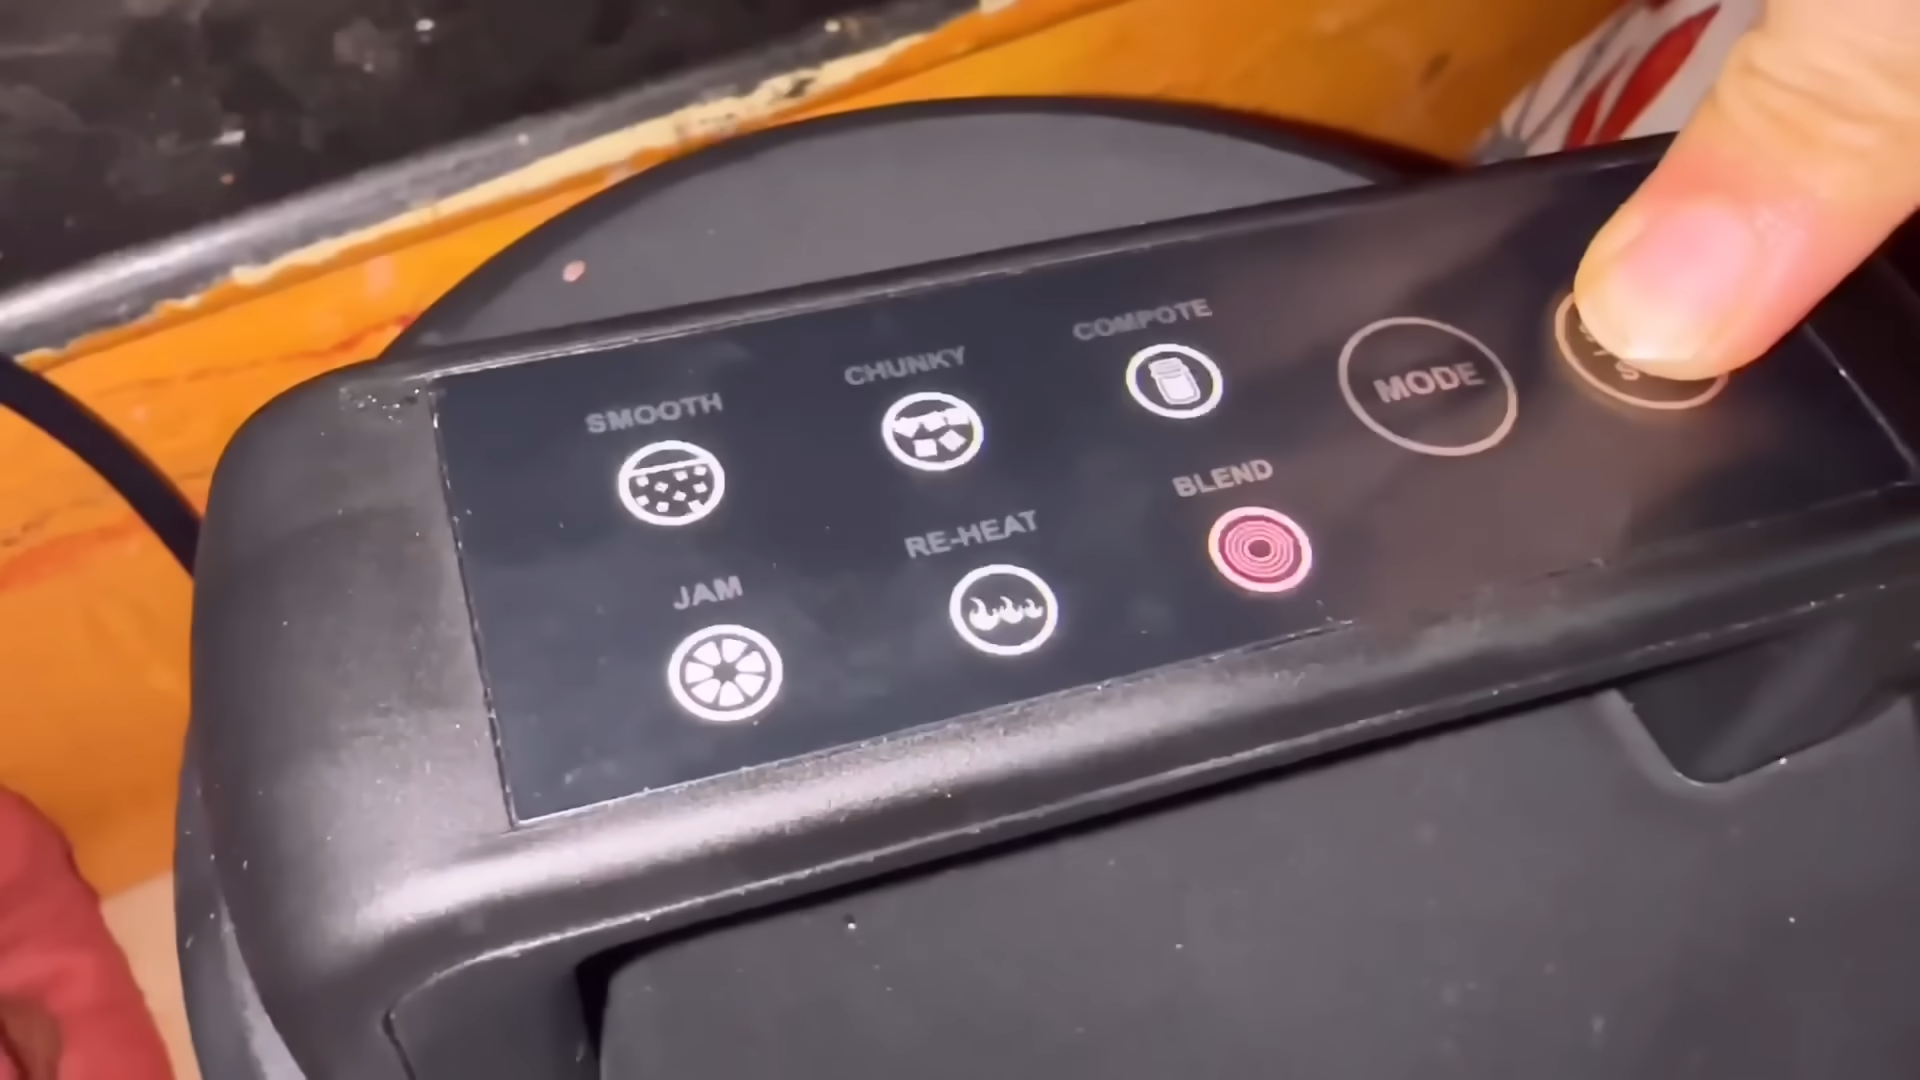 SMOOTH
CHUNKY
COMPOTE
MODE
JAM
RE-HEAT
BLEND